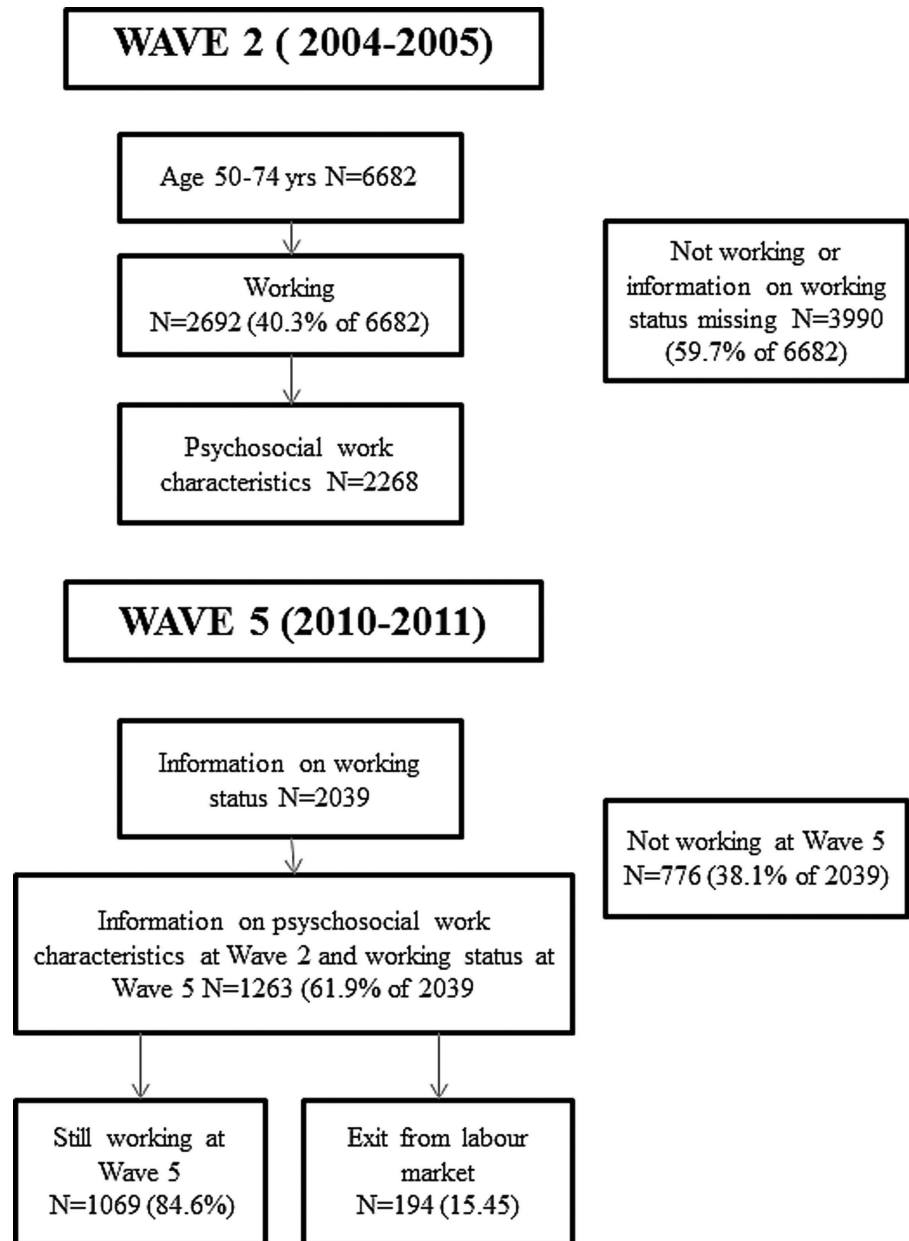 WAVE 2 ( 2004-2005)
Age 50-74 yrs N=6682
Working
N=2692 (40.3% of 6682)
Not working or
information on working
status missing N=3990
(59.7% of 6682)
Psychosocial work
characteristics N=2268
WAVE 5 (2010-2011)
Information on working
status N=2039
Not working at Wave 5
N=776 (38.1% of 2039)
Information on psyschosocial work
characteristics at Wave 2 and working status at
Wave 5 N=1263 (61.9% of 2039
Still working at
Wave 5
N=1069 (84.6%)
Exit from labour
market
N=194 (15.45)